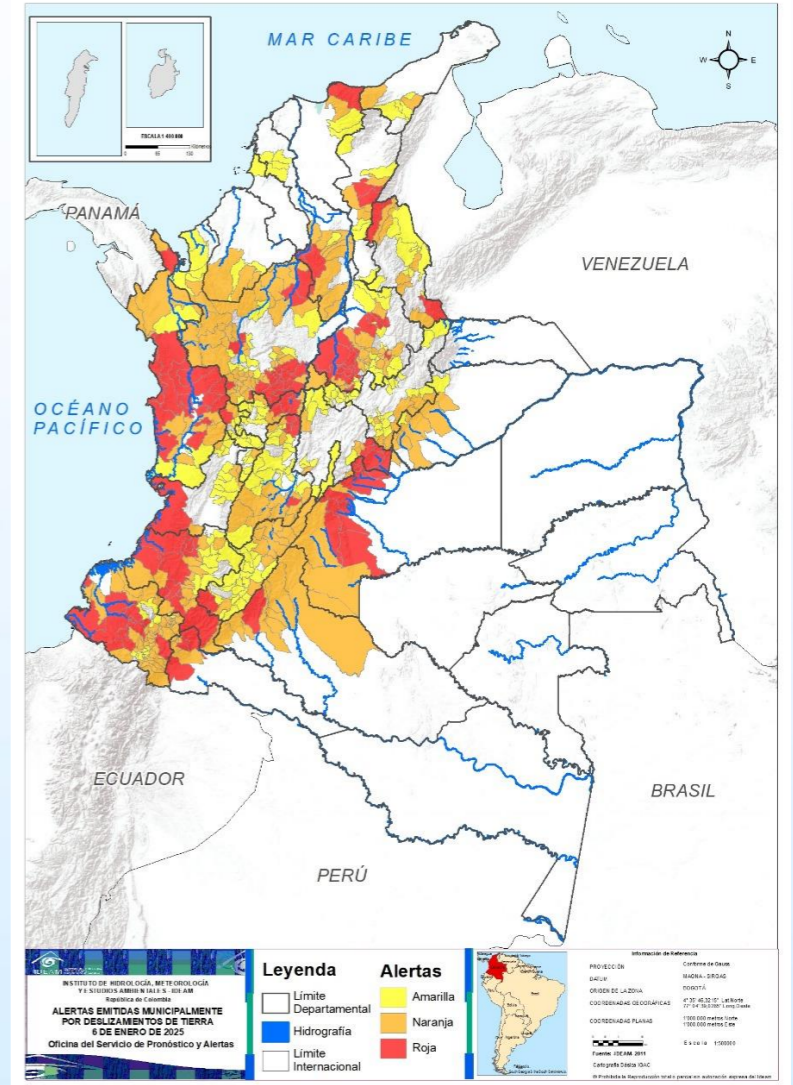 MAR CARIBE
N
W
E
S
PANAMÁ
VENEZUELA
OCÉANO
PACÍFICO
ECUADOR
BRASIL
PERÚ
INSTITUTO DE HIDROLOGÍA, METEOROLOGÍA
Y ESTUDIOS AMBIENTALES - IDEAM
República de Colombia
ALERTAS EMITIDAS MUNICIPALMENTE
POR DESLIZAMIENTOS DE TIERRA
6 DE ENERO DE 2025
Oficina del Servicio de Pronóstico y Alertas
Leyenda
Límite
Departamental
Hidrografía
Límite
Internacional
Alertas
Amarilla
Naranja
Roja
Información de Referencia
PROYECCIÓN Conforme de Gauss
DATUM MAGNA - SIRGAS
ORIGEN DE LA ZONA BOGOTÁ
COORDENADAS GEOGRÁFICAS
COORDENADAS PLANAS
Escala
Fuente: IDEAM, 2011
Cartografía Básica IGAC